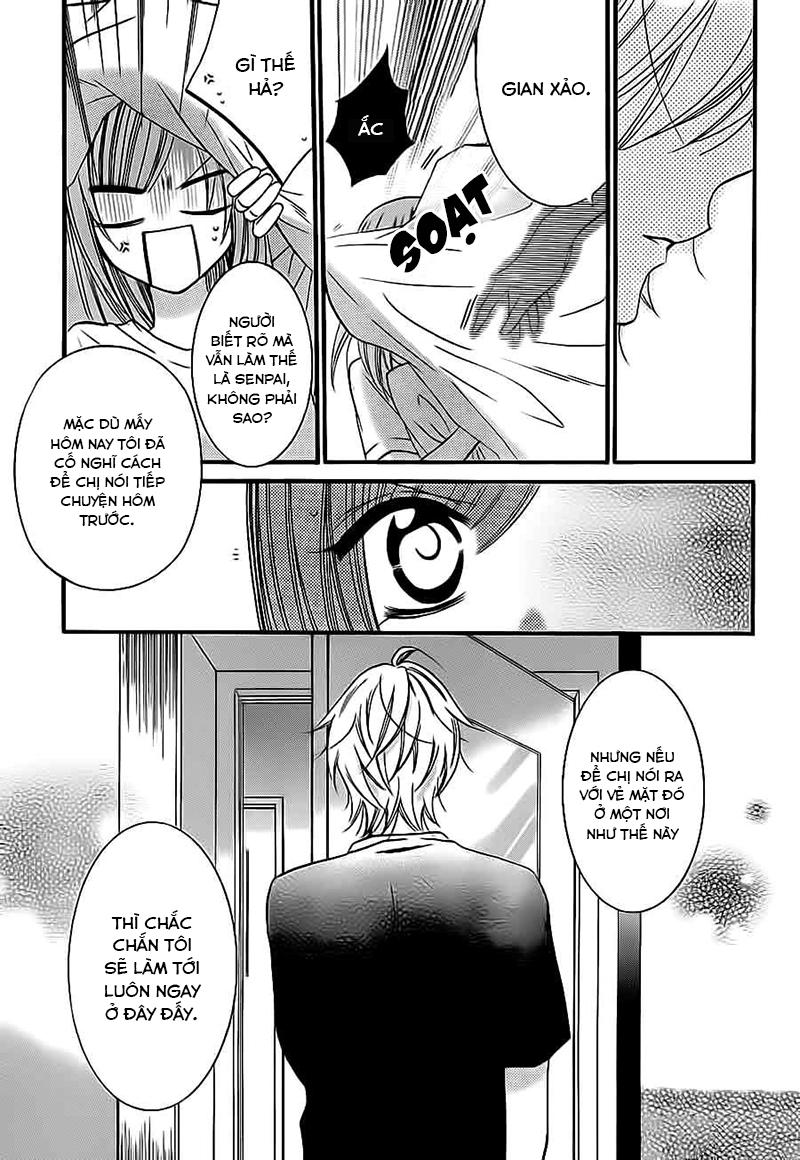 GIAN XẢO.
ẮC
SOẠT
GÌ THẾ
HẢ?
NGƯỜI
BIẾT RÕ MÀ
VẪN LÀM THẾ
LÀ SENPAI,
KHÔNG PHẢI
SAO?
MẶC DÙ MẤY
HÔM NAY TÔI ĐÃ
CỐ NGHĨ CÁCH
ĐỂ CHỊ NÓI TIẾP
CHUYỆN HÔM
TRƯỚC.
NHƯNG NẾU
ĐỂ CHỊ NÓI RA
VỚI VẺ MẶT ĐÓ
Ở MỘT NƠI
NHƯ THẾ NÀY
THÌ CHẮC
CHẮN TÔI
SẼ LÀM TỚI
LUÔN NGAY
Ở ĐÂY ĐẤY.